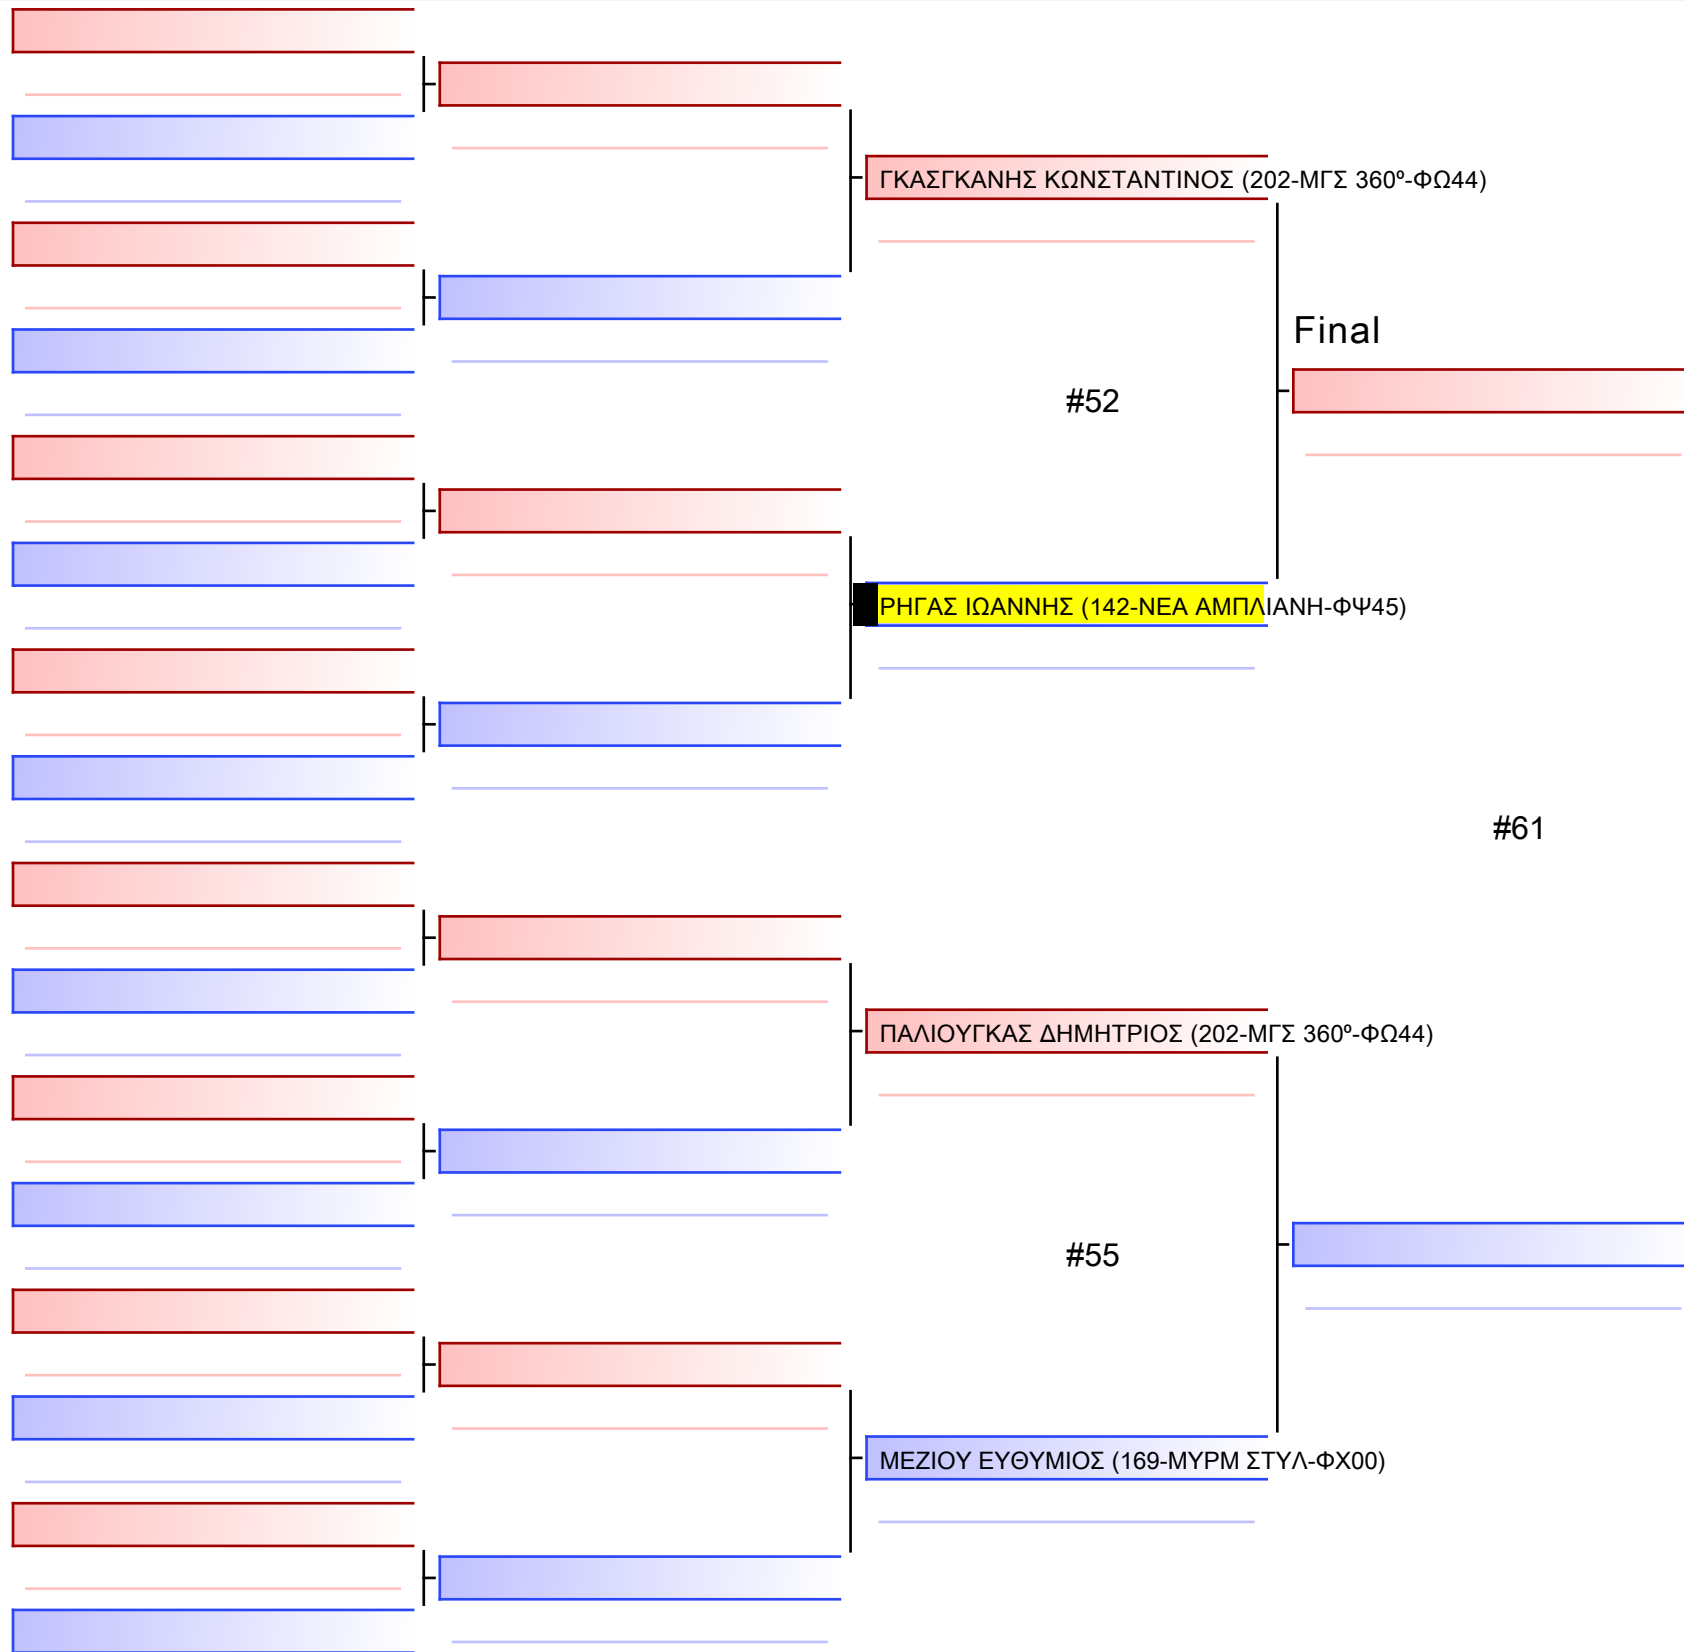 ΓΚΑΣΓΚΑΝΗΣ ΚΩΝΣΤΑΝΤΙΝΟΣ (202-ΜΓΣ 360º-ΦΩ44)
Final
#52
ΡΗΓΑΣ ΙΩΑΝΝΗΣ (142-ΝΕΑ ΑΜΠΛΙΑΝΗ-ΦΨ45)
#61
ΠΑΛΙΟΥΓΚΑΣ ΔΗΜΗΤΡΙΟΣ (202-ΜΓΣ 360º-ΦΩ44)
#55
ΜΕΖΙΟΥ ΕΥΘΥΜΙΟΣ (169-ΜΥΡΜ ΣΤΥΛ-ΦΧ00)